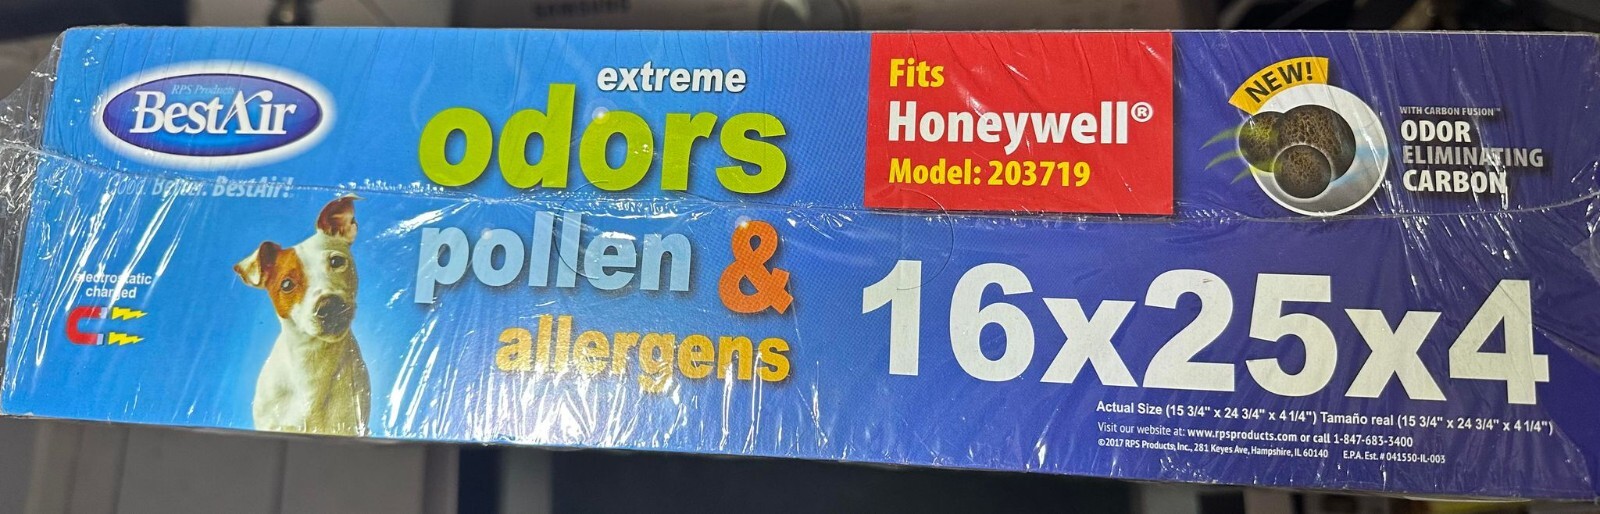 SAMSUNG
RPS Products
BestAir
Good. Better. BestAir!
electrostatic
charged
extreme
odors
pollen &
allergens
Fits
Honeywell®
Model: 203719
NEW!
WITH CARBON FUSION™
ODOR
ELIMINATING
CARBON
16x25x4
Actual Size (15 3/4" x 24 3/4" x 4 1/4") Tamaño real (15 3/4" x 24 3/4" x 4 1/4")
Visit our website at: www.rpsproducts.com or call 1-847-683-3400
©2017 RPS Products, Inc., 281 Keyes Ave, Hampshire, IL 60140 E.P.A. Est. # 041550-IL-003